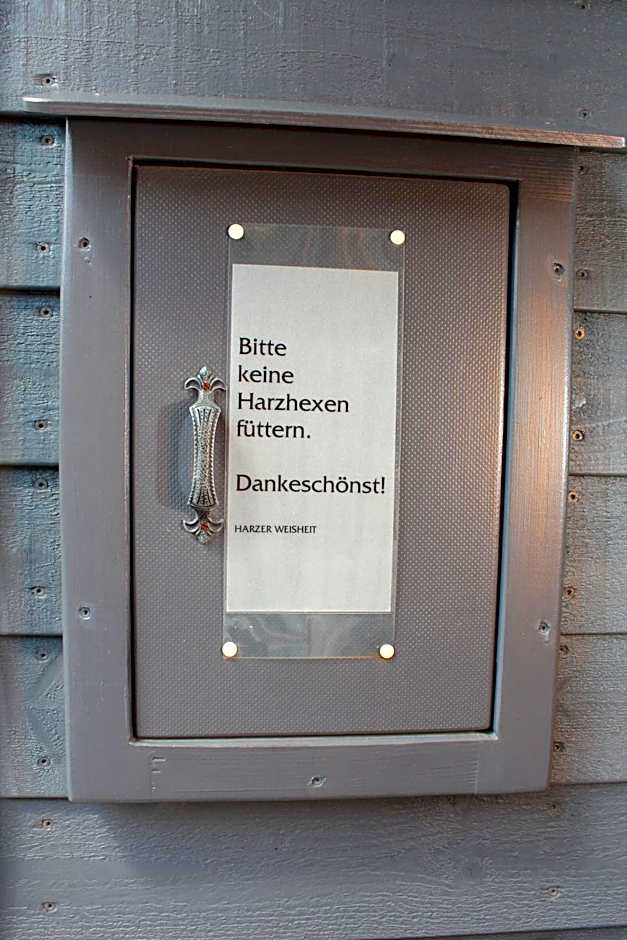 Bitte
keine
Harzhexen
füttern.
Dankeschönst!
HARZER WEISHEIT